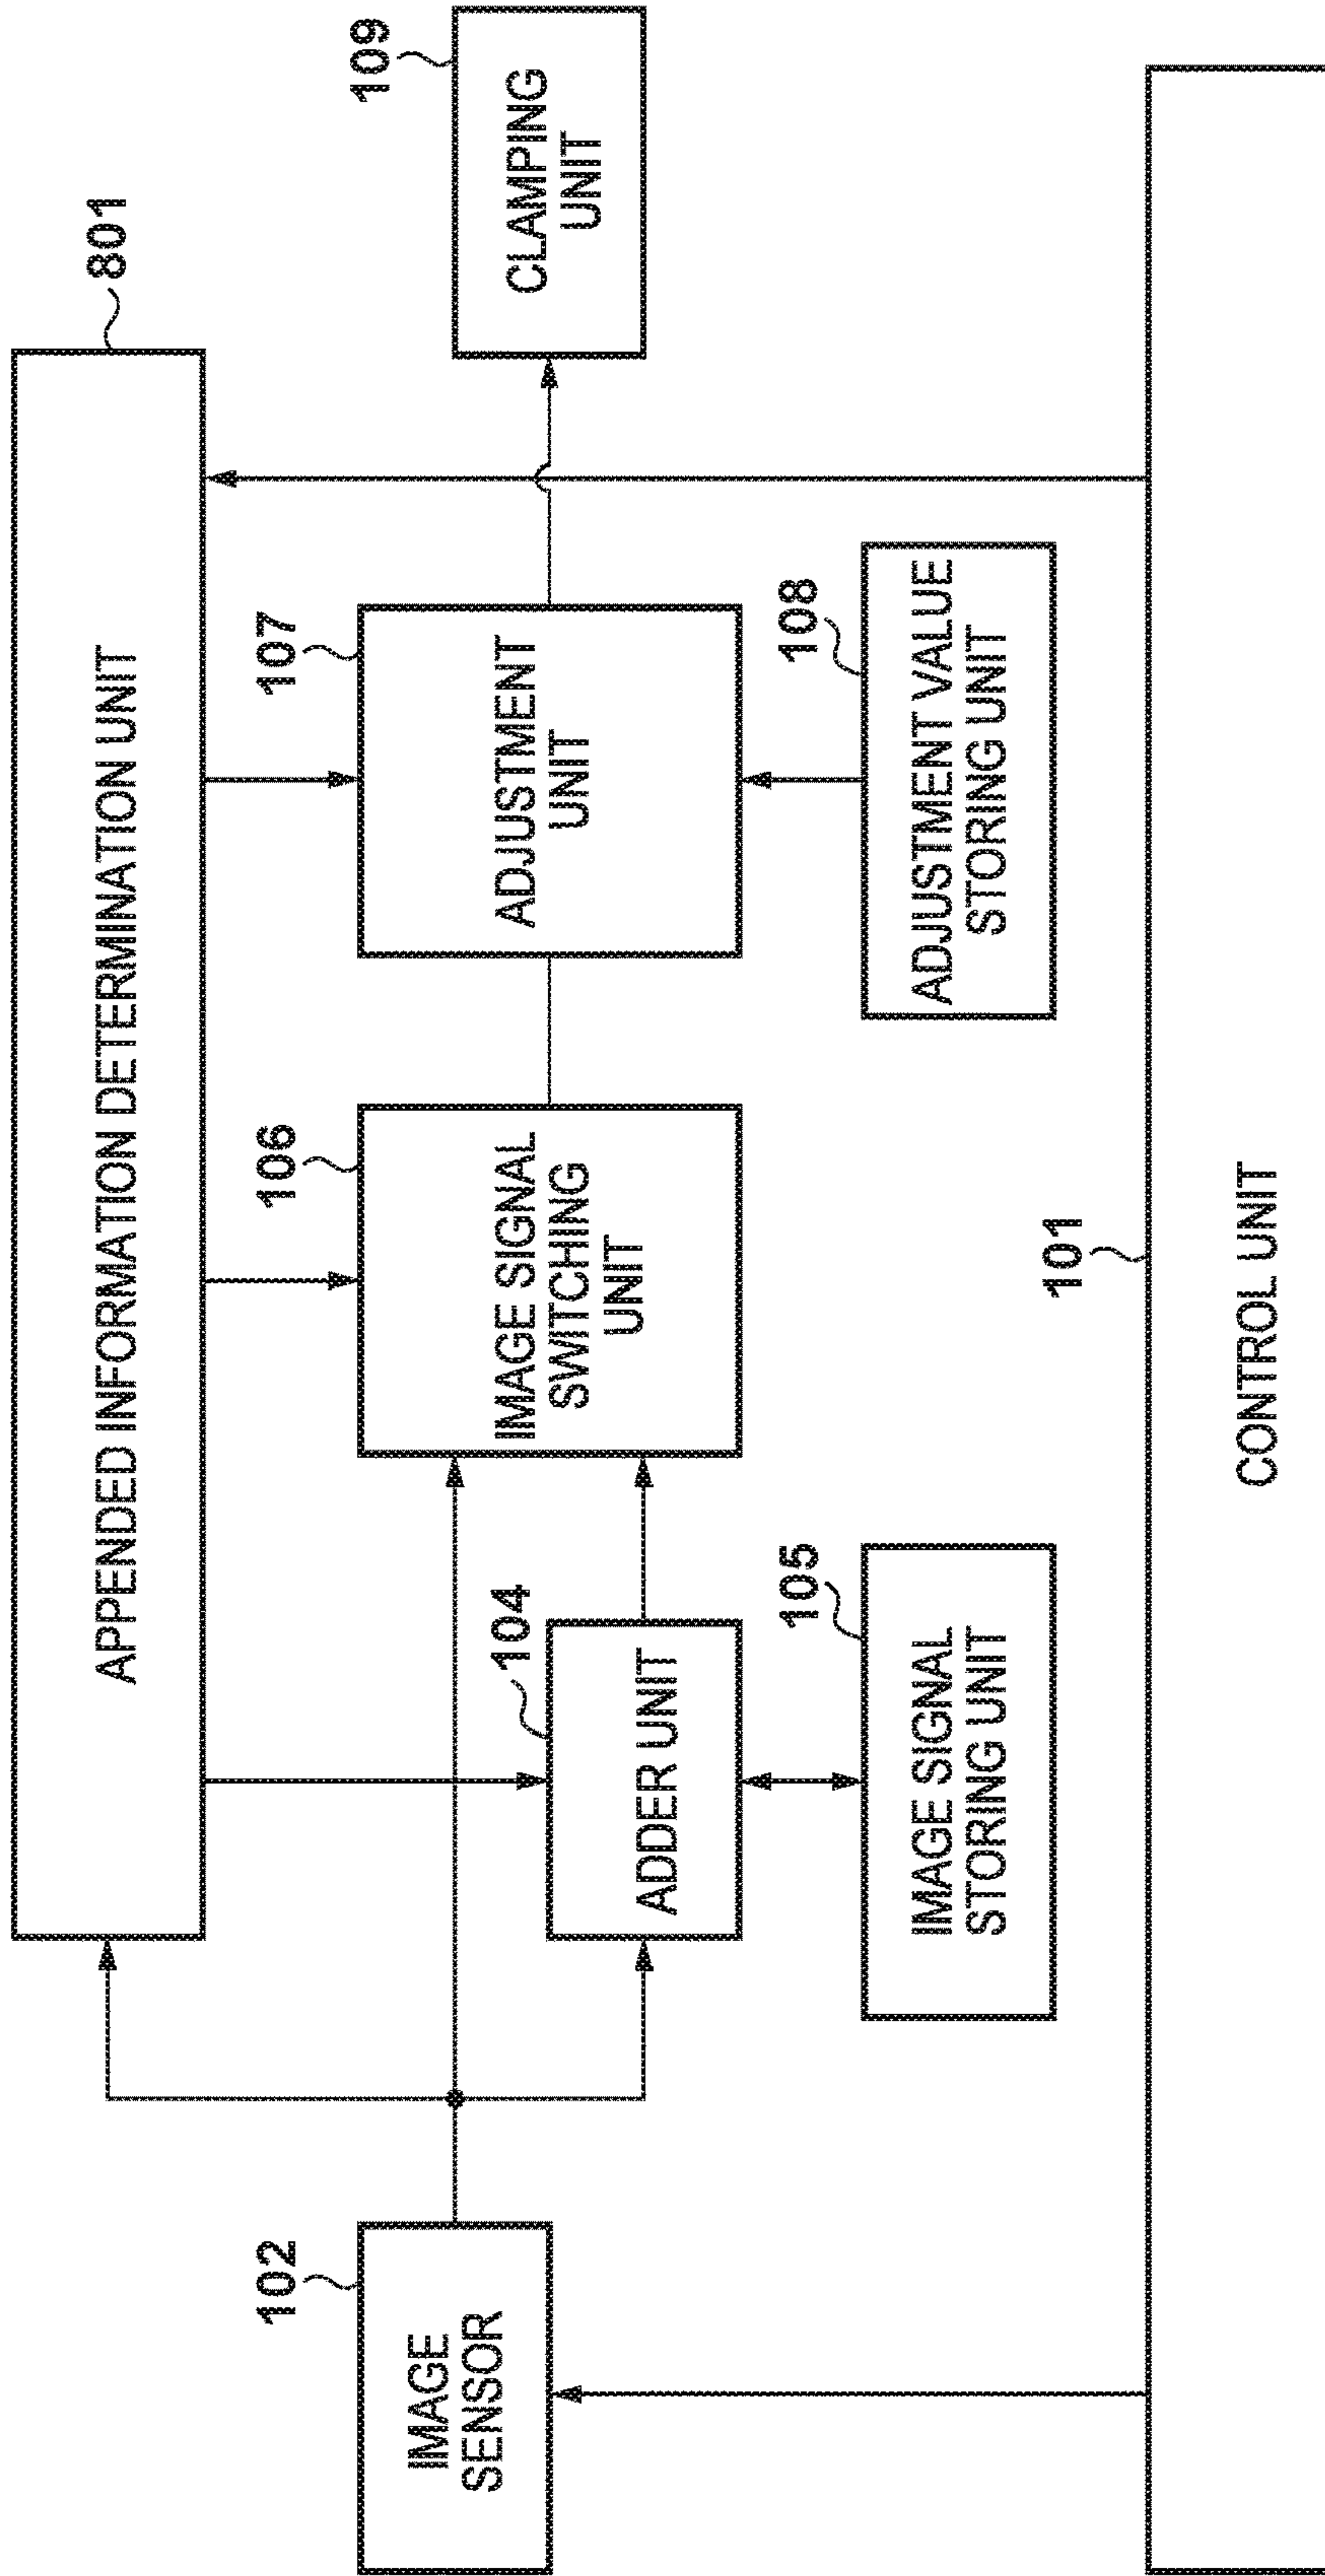 801
APPENDED INFORMATION DETERMINATION UNIT
102
IMAGE
SENSOR
104
ADDER UNIT
105
IMAGE SIGNAL
STORING UNIT
106
IMAGE SIGNAL
SWITCHING
UNIT
107
ADJUSTMENT
UNIT
108
ADJUSTMENT VALUE
STORING UNIT
109
CLAMPING
UNIT
101
CONTROL UNIT